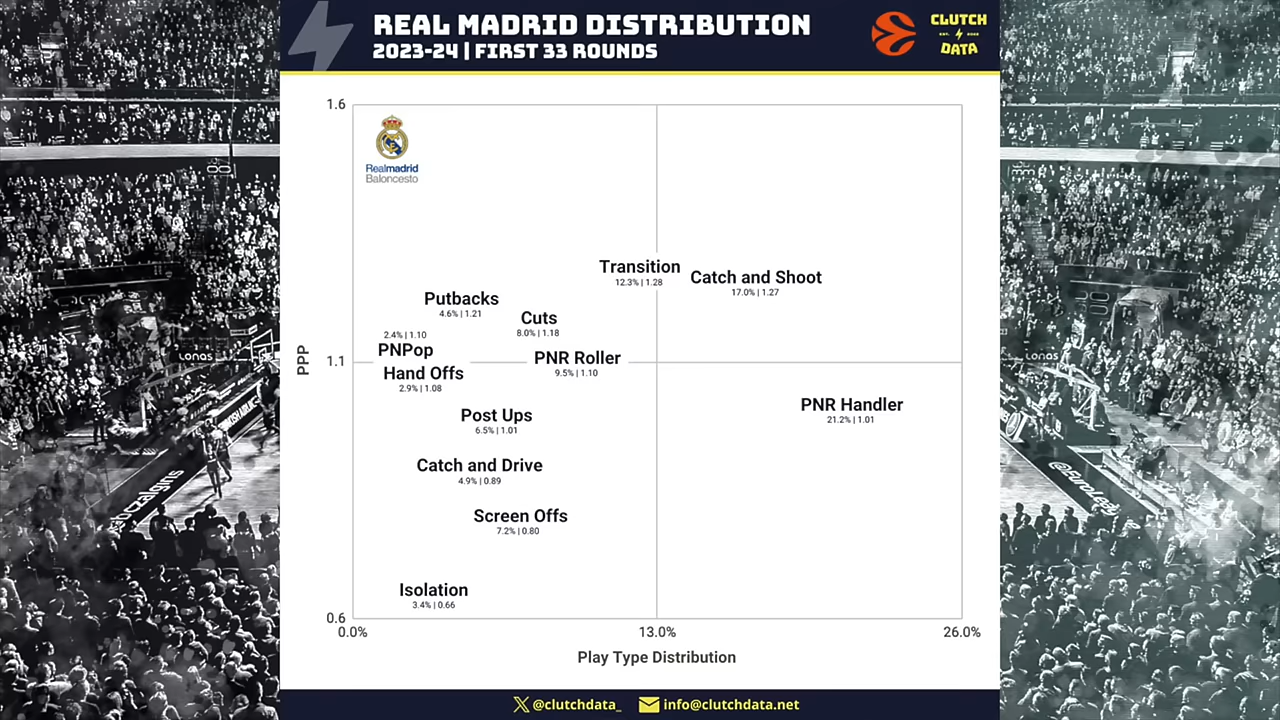 REAL MADRID DISTRIBUTION
2023-24 | FIRST 33 ROUNDS
CLUTCH
EST. 2022
DATA
1.6
Realmadrid
Baloncesto
Transition
12.3% | 1.28
Catch and Shoot
17.0% | 1.27
Putbacks
4.6% | 1.21
Cuts
8.0% | 1.18
2.4% | 1.10
PNPop
PPP
1.1
PNR Roller
9.5% | 1.10
Hand Offs
2.9% | 1.08
PNR Handler
21.2% | 1.01
Post Ups
6.5% | 1.01
Catch and Drive
4.9% | 0.89
Screen Offs
7.2% | 0.80
Isolation
3.4% | 0.66
0.6
0.0%
13.0%
26.0%
Play Type Distribution
@clutchdata_
info@clutchdata.net
Lonas
Lonas